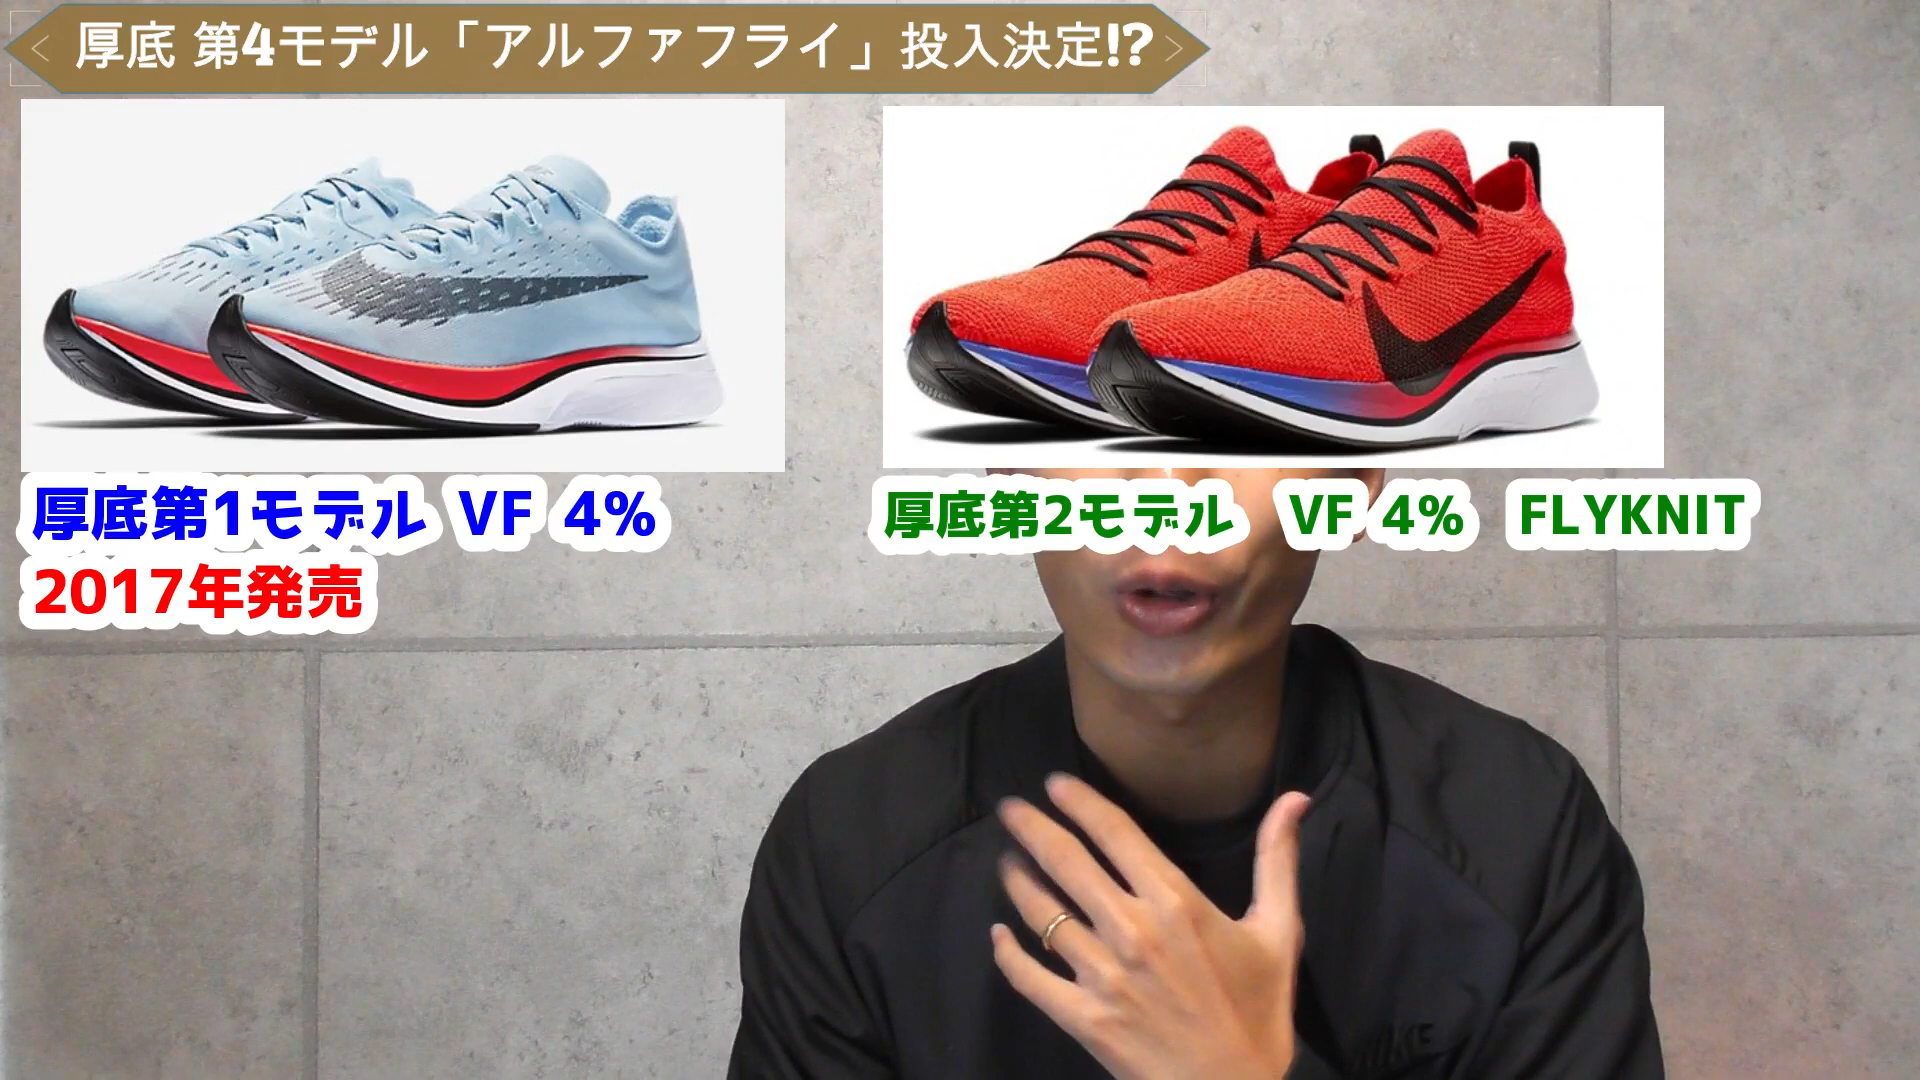 厚底 第4モデル「アルファフライ」投入決定!?
厚底第1モデル VF 4%
2017年発売
厚底第2モデル VF 4% FLYKNIT
NIKE